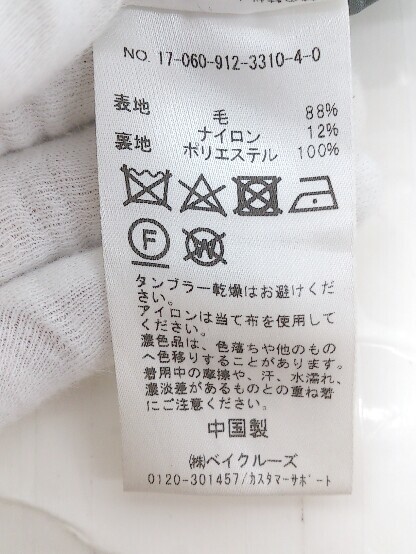 NO. 17-060-912-3310-4-0
表地 毛 88%
ナイロン 12%
裏地 ポリエステル 100%
F
W
タンブラー乾燥はお避けくだ
さい。
アイロンは当て布を使用して
ください。
濃色品は、色落ちや他のもの
へ色移りすることがあります。
着用中の摩擦や、汗、水濡れ、
濃淡差があるものとの重ね着
にご注意ください。
中国製
㈱ベイクルーズ
0120-301457/カスタマーサポート